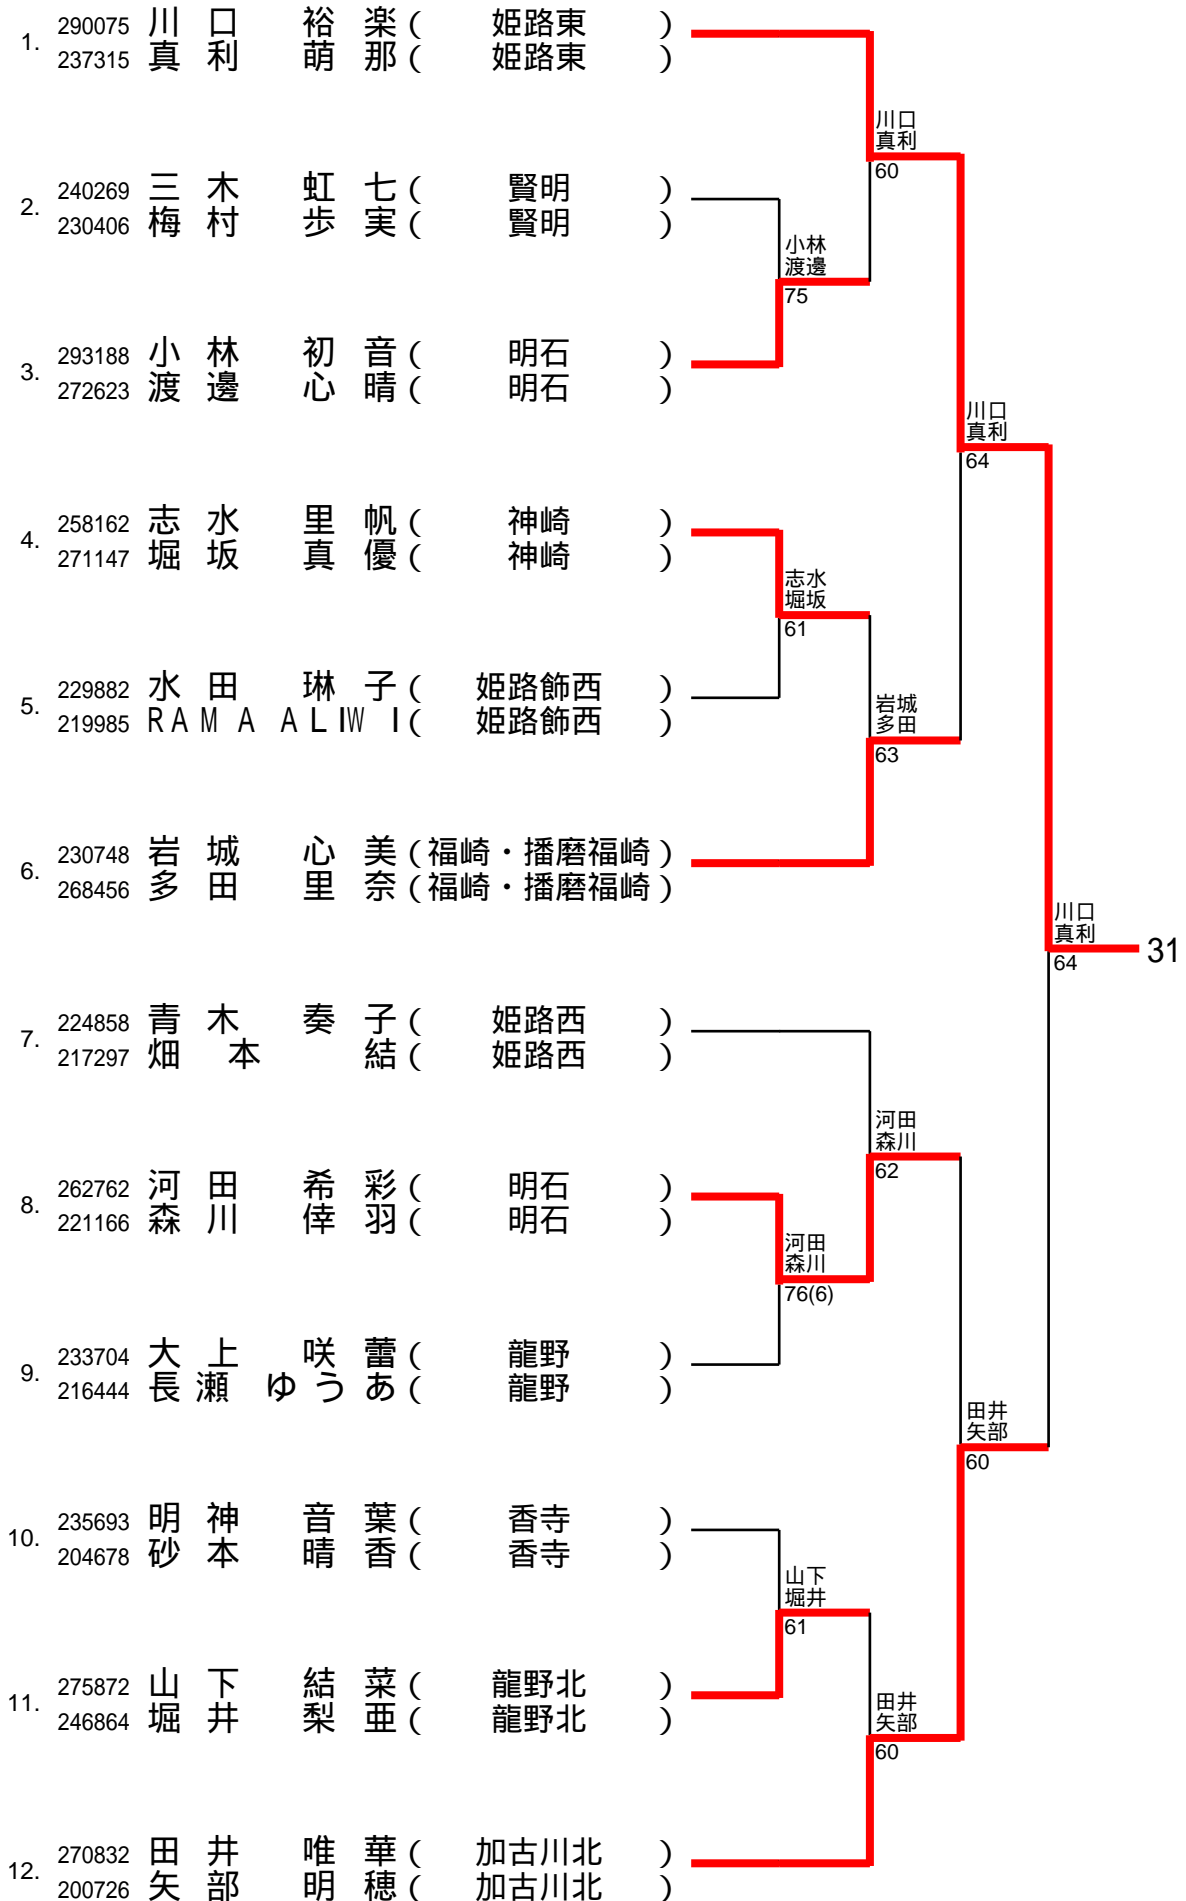 1. 290075 川口 裕楽 ( 姫路東 )
237315 真利 萌那 ( 姫路東 )
川口
真利
60
2. 240269 三木 虹七 ( 賢明 )
230406 梅村 歩実 ( 賢明 )
小林
渡邊
75
3. 293188 小林 初音 ( 明石 )
272623 渡邊 心晴 ( 明石 )
川口
真利
64
4. 258162 志水 里帆 ( 神崎 )
271147 堀坂 真優 ( 神崎 )
志水
堀坂
61
5. 229882 水田 琳子 ( 姫路飾西 )
219985 RAMA ALIWI ( 姫路飾西 )
岩城
多田
63
6. 230748 岩城 心美 (福崎・播磨福崎)
268456 多田 里奈 (福崎・播磨福崎)
川口
真利
64
31
7. 224858 青木 奏子 ( 姫路西 )
217297 畑本 結 ( 姫路西 )
河田
森川
62
8. 262762 河田 希彩 ( 明石 )
221166 森川 倖羽 ( 明石 )
河田
森川
76(6)
9. 233704 大上 咲蕾 ( 龍野 )
216444 長瀬 ゆうあ ( 龍野 )
田井
矢部
60
10. 235693 明神 音葉 ( 香寺 )
204678 砂本 晴香 ( 香寺 )
山下
堀井
61
11. 275872 山下 結菜 ( 龍野北 )
246864 堀井 梨亜 ( 龍野北 )
田井
矢部
60
12. 270832 田井 唯華 ( 加古川北 )
200726 矢部 明穂 ( 加古川北 )